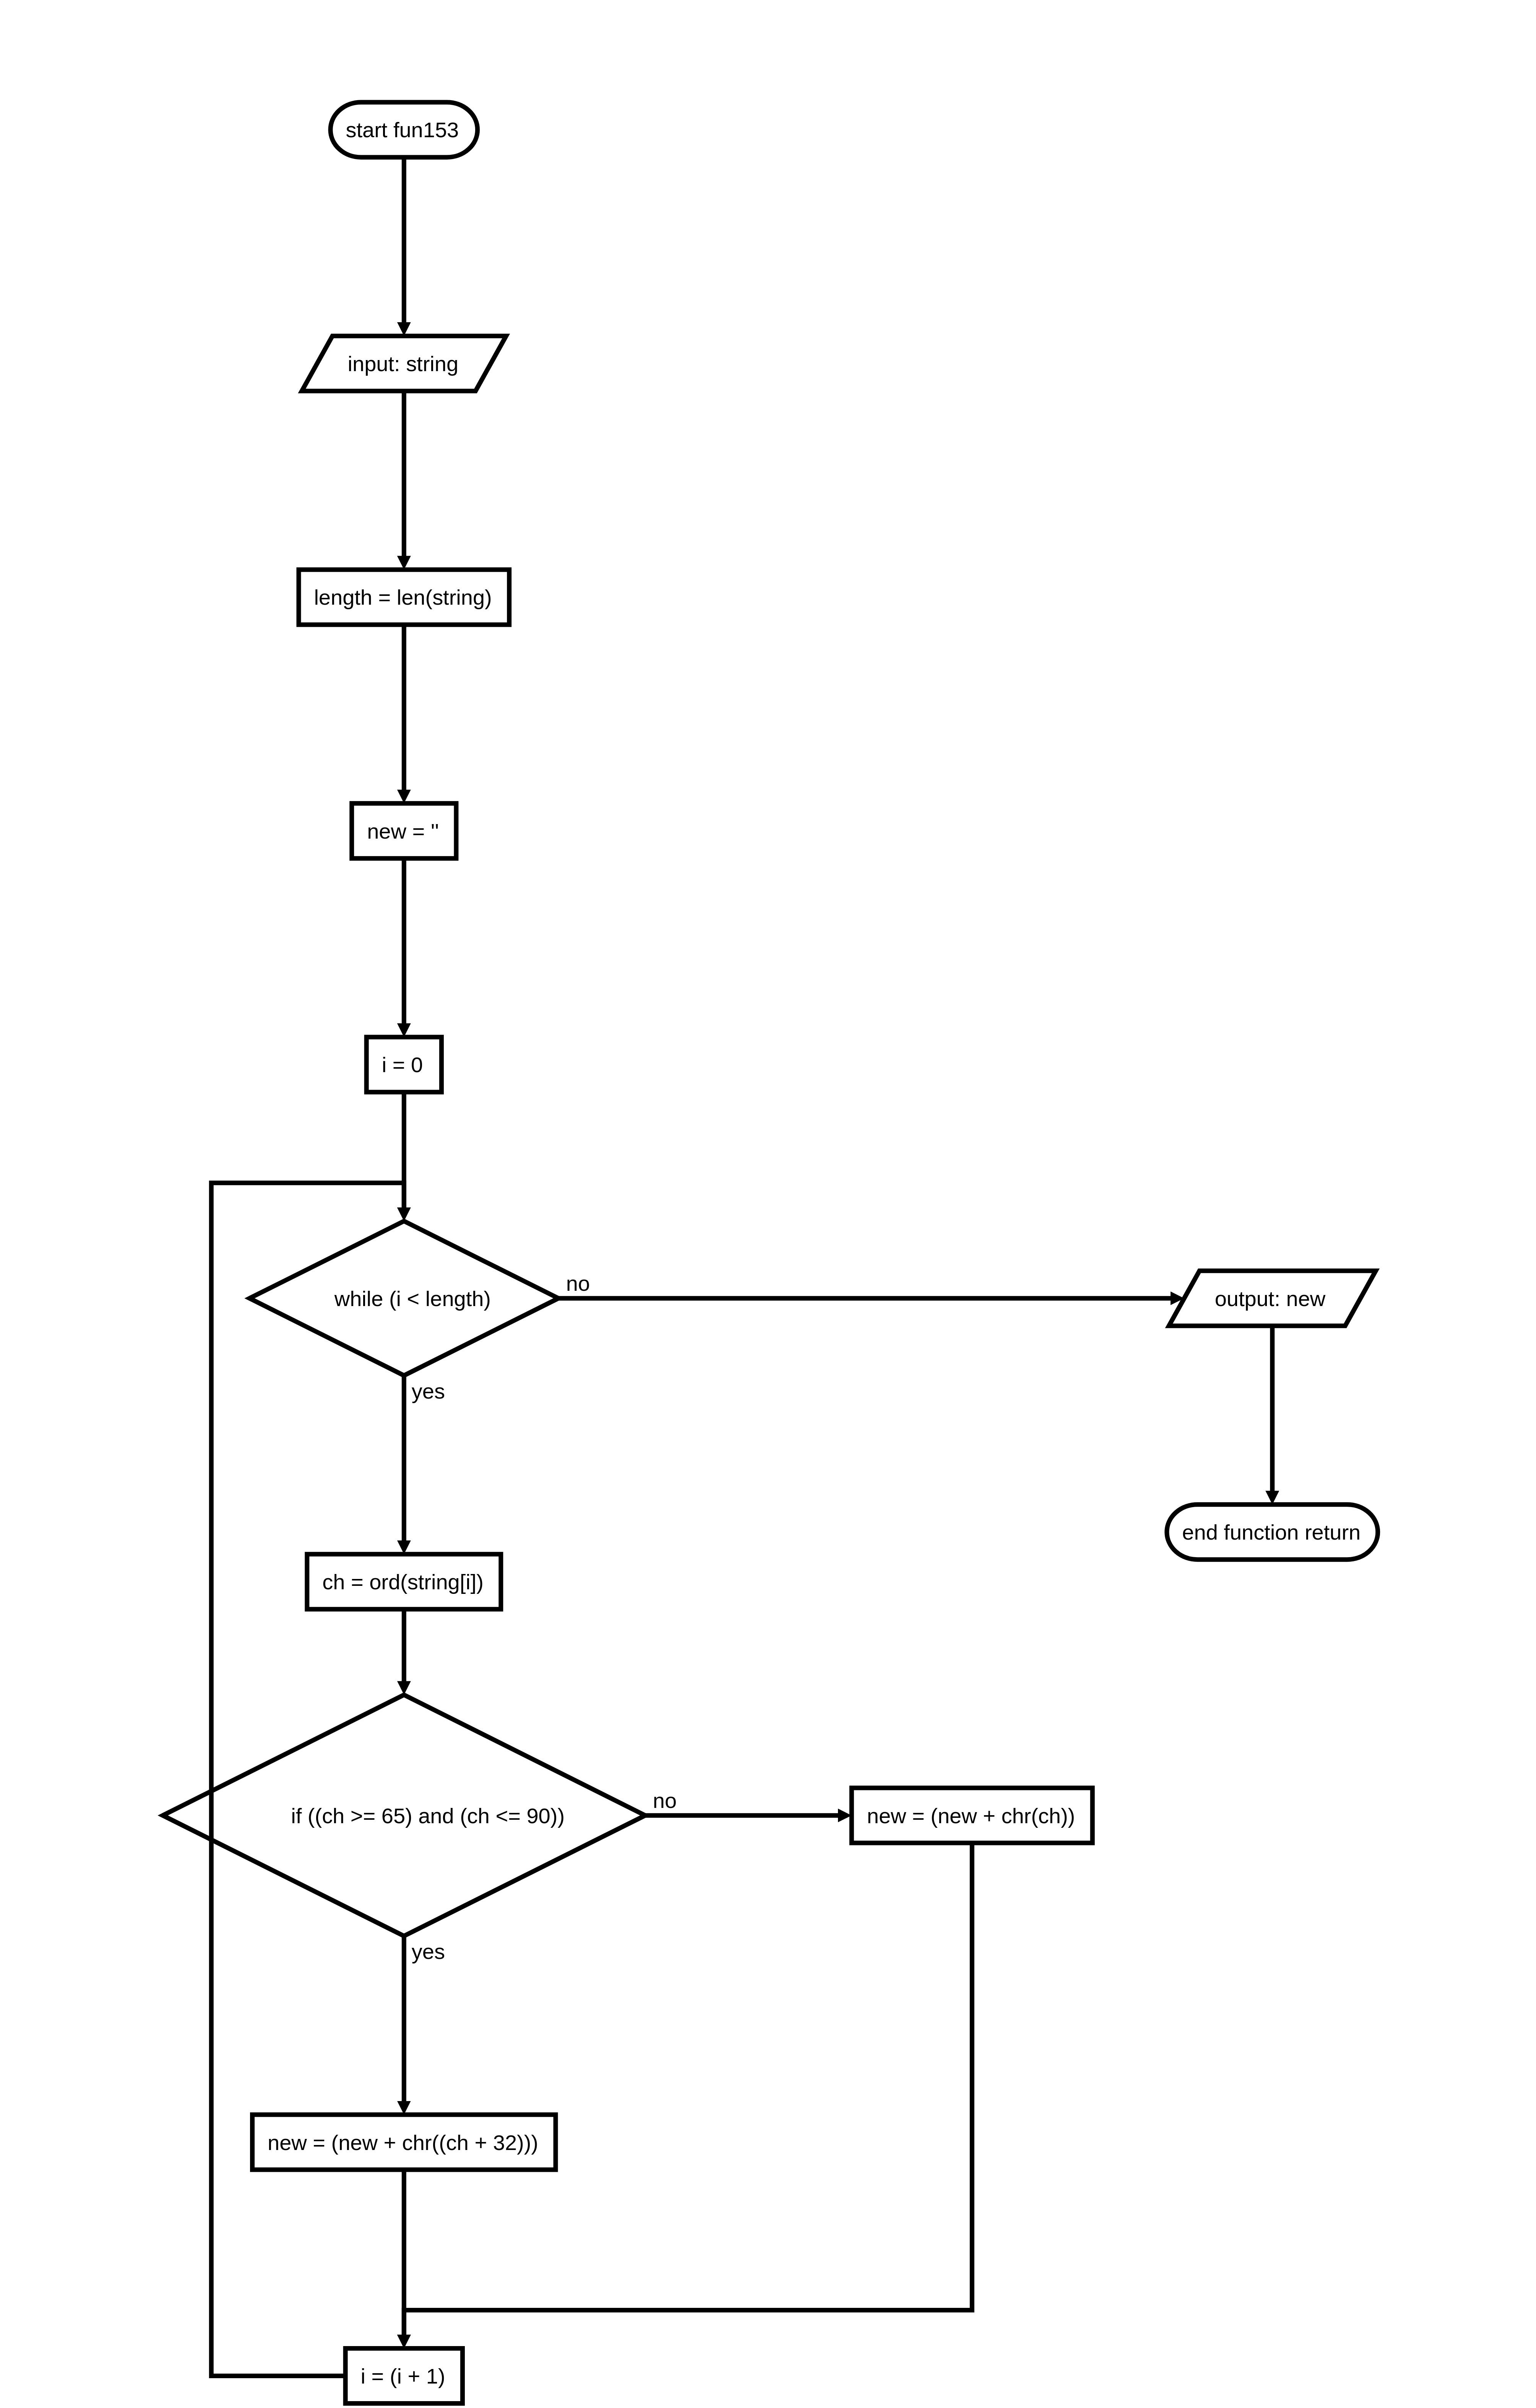 start fun153
input: string
length = len(string)
new = ''
i = 0
while (i < length)
no
output: new
yes
end function return
ch = ord(string[i])
if ((ch >= 65) and (ch <= 90))
no
new = (new + chr(ch))
yes
new = (new + chr((ch + 32)))
i = (i + 1)